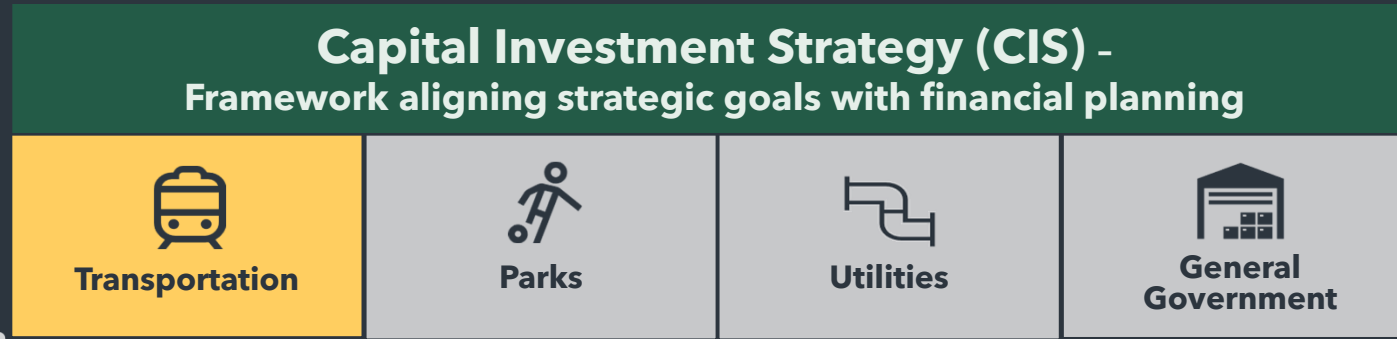 Capital Investment Strategy (CIS) –
Framework aligning strategic goals with financial planning
Transportation
Parks
Utilities
General
Government